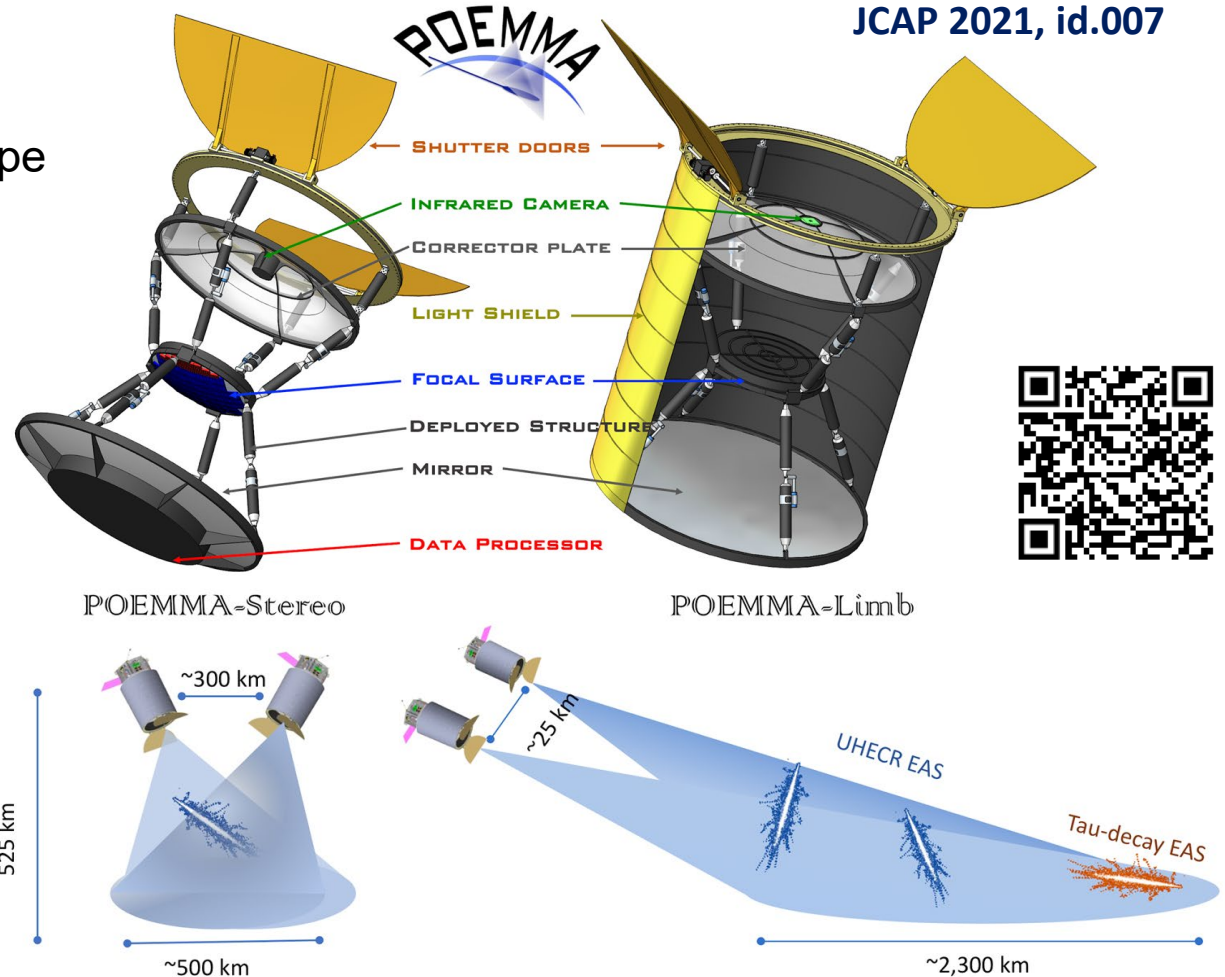 JCAP 2021, id.007
POEMMA
pe
SHUTTER DOORS
INFRARED CAMERA
CORRECTOR PLATE
LIGHT SHIELD
FOCAL SURFACE
DEPLOYED STRUCTURE
MIRROR
DATA PROCESSOR
POEMMA-Stereo
POEMMA-Limb
~300 km
~25 km
UHECR EAS
Tau-decay EAS
525 km
~500 km
~2,300 km